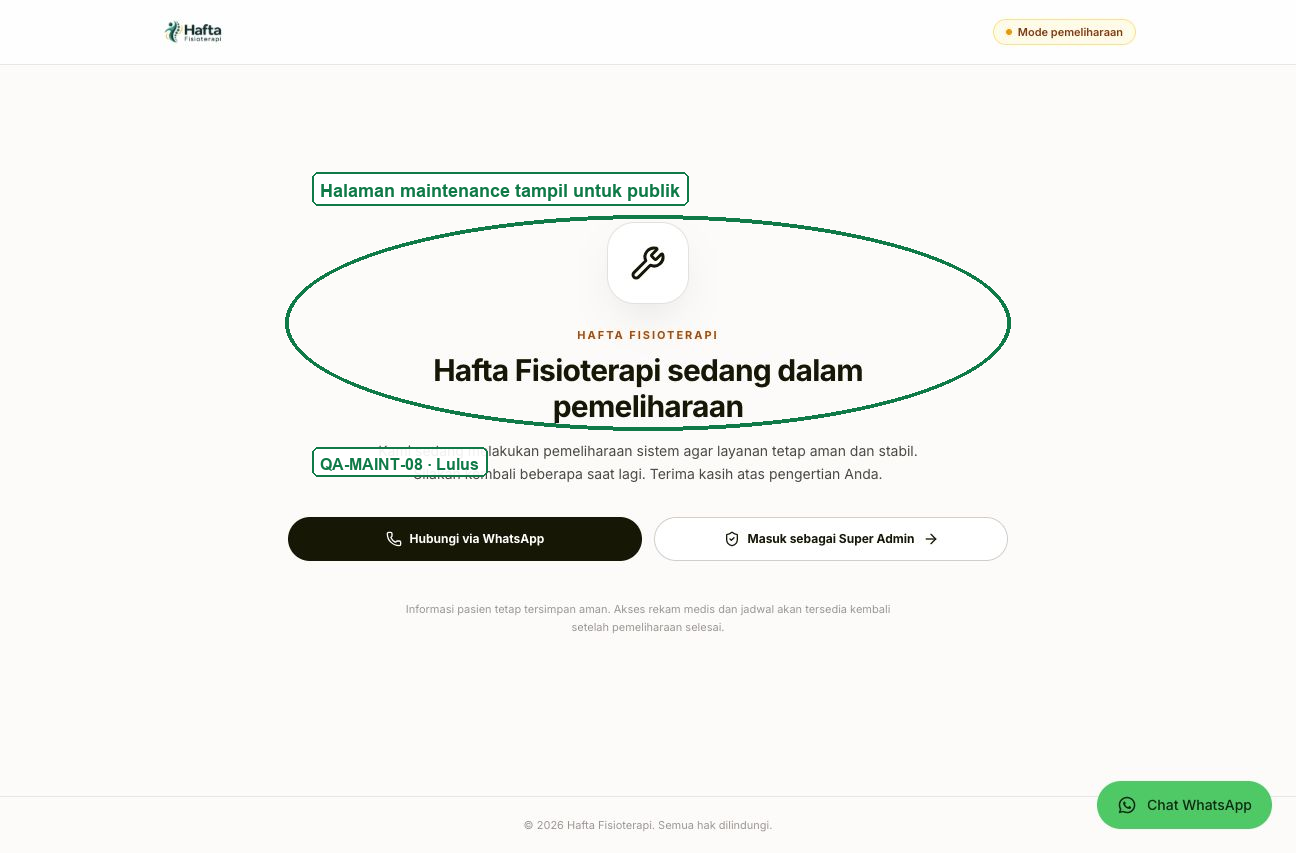 Hafta
Fisioterapi
Mode pemeliharaan
Halaman maintenance tampil untuk publik
HAFTA FISIOTERAPI
Hafta Fisioterapi sedang dalam
pemeliharaan
QA-MAINT-08 · Lulus
pemeliharaan sistem agar layanan tetap aman dan stabil.
beberapa saat lagi. Terima kasih atas pengertian Anda.
Hubungi via WhatsApp
Masuk sebagai Super Admin
Informasi pasien tetap tersimpan aman. Akses rekam medis dan jadwal akan tersedia kembali
setelah pemeliharaan selesai.
© 2026 Hafta Fisioterapi. Semua hak dilindungi.
Chat WhatsApp